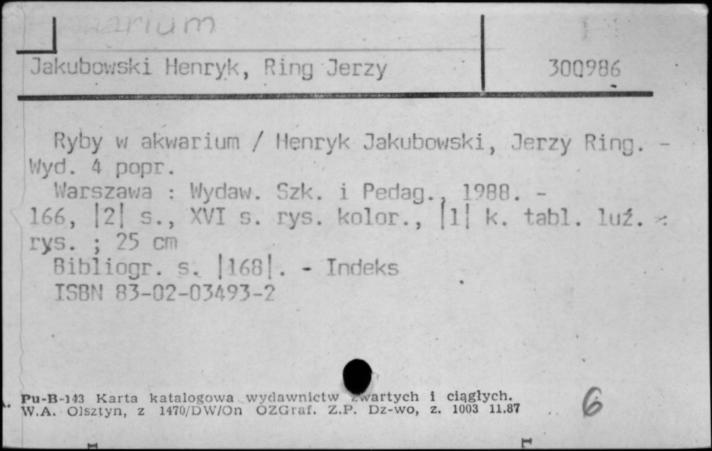 Akwarium
Jakubowski Henryk, Ring Jerzy 300986
Ryby w akwarium / Henryk Jakubowski, Jerzy Ring. -
Wyd. 4 popr.
Warszawa : Wydaw. Szk. i Pedag., 1988. -
166, |2| s., XVI s. rys. kolor., |1| k. tabl. luź. :
rys. ; 25 cm
Bibliogr. s. |168|. - Indeks
ISBN 83-02-03493-2
Pu-B-143 Karta katalogowa wydawnictw zwartych i ciągłych.
W.A. Olsztyn, z 1470/DW/On OZGraf. Z.P. Dz-wo, z. 1003 11.87
6